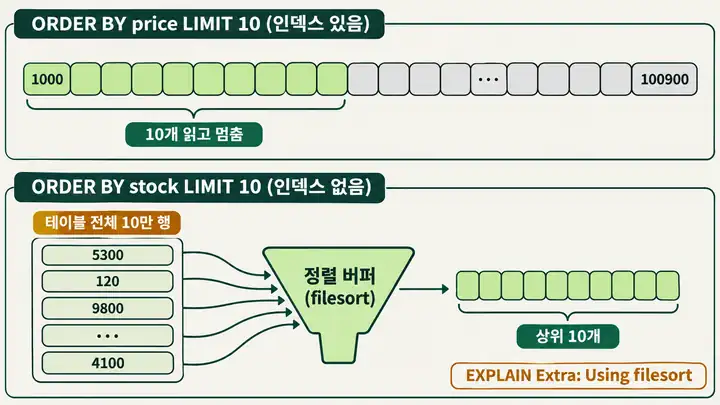 ORDER BY price LIMIT 10 (인덱스 있음)
1000
...
100900
10개 읽고 멈춤
ORDER BY stock LIMIT 10 (인덱스 없음)
테이블 전체 10만 행
5300
120
9800
...
4100
정렬 버퍼
(filesort)
상위 10개
EXPLAIN Extra: Using filesort